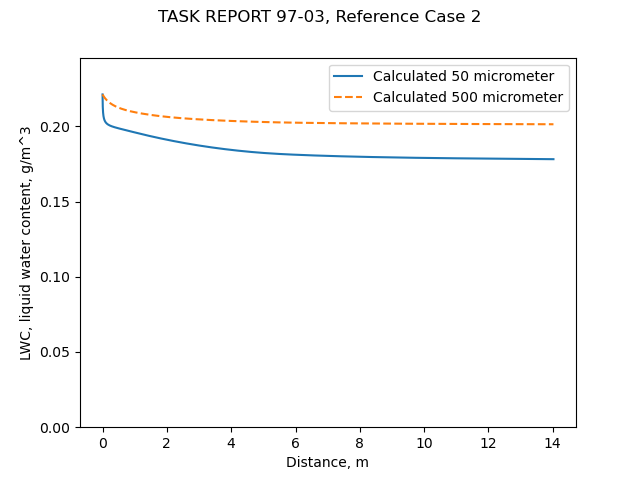 TASK REPORT 97-03, Reference Case 2
Calculated 50 micrometer
Calculated 500 micrometer
LWC, liquid water content, g/m^3
0.20
0.15
0.10
0.05
0.00
0 2 4 6 8 10 12 14
Distance, m